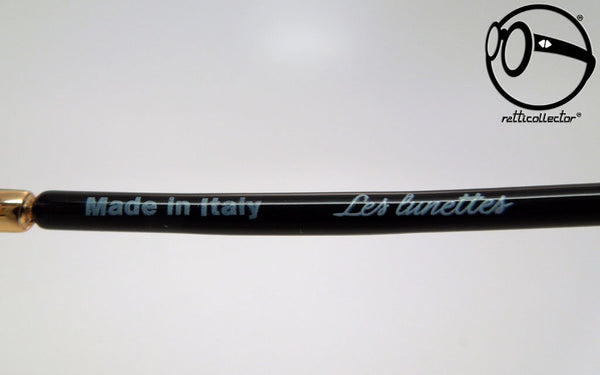 retticollector®
Made in Italy Les lunettes